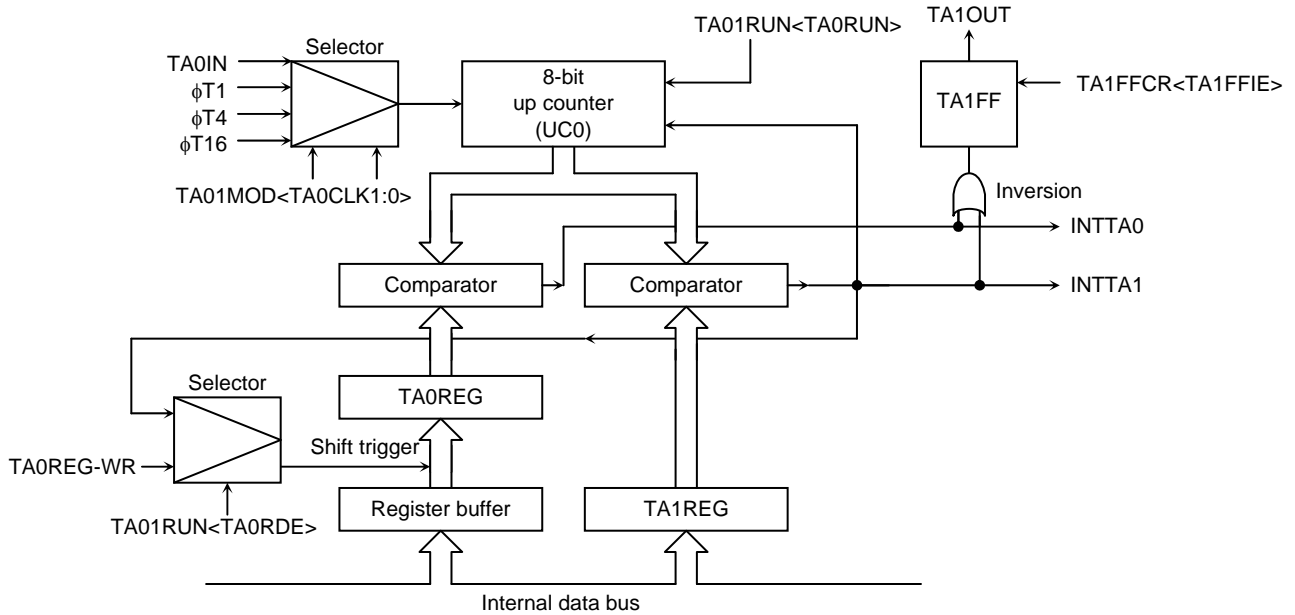 TA01RUN<TA0RUN>
TA1OUT
Selector
TA0IN
ϕT1
ϕT4
ϕT16
8-bit
up counter
(UC0)
TA1FF
TA1FFCR<TA1FFIE>
TA01MOD<TA0CLK1:0>
Inversion
INTTA0
Comparator
Comparator
INTTA1
Selector
TA0REG
Shift trigger
TA0REG-WR
Register buffer
TA1REG
TA01RUN<TA0RDE>
Internal data bus